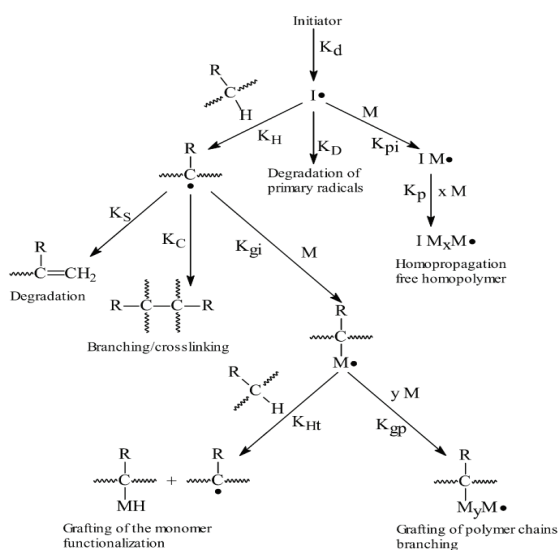 Initiator
K_d
R
C
H
I•
M
K_H
K_D
K_pi
R
C
•
Degradation of
primary radicals
I M•
K_p x M
K_S
K_C
K_gi
M
I M_xM•
R
C=CH2
Homopropagation
free homopolymer
Degradation
R—C—C—R
Branching/crosslinking
R
C
M•
R
C
H
y M
K_Ht
K_gp
R R R
C + C C
MH • M_yM•
Grafting of the monomer
functionalization
Grafting of polymer chains
branching